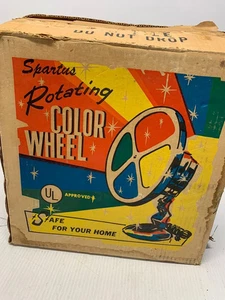 DO NOT DROP
Spartus
Rotating
COLOR
WHEEL
UL APPROVED
SAFE
FOR YOUR HOME